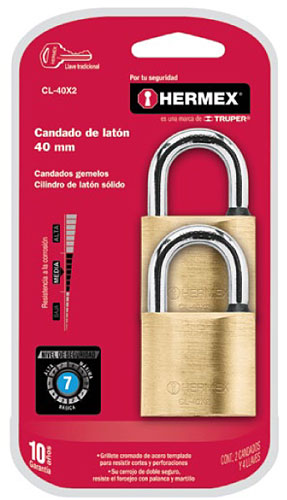 Llave tradicional
CL-40X2
Por tu seguridad
HERMEX®
es una marca de TRUPER®
Candado de latón
40 mm
Candados gemelos
Cilindro de latón sólido
Resistencia a la corrosión
ALTA
MEDIA
BAJA
NIVEL DE SEGURIDAD
7
BÁSICA
HERMEX
10 años
Garantía
•Grillete cromado de acero templado
para resistir cortes y perforaciones
•Su cerrojo de doble seguro,
resiste el forcejeo con palanca y martillo
CONT.: 2 CANDADOS
Y 4 LLAVES